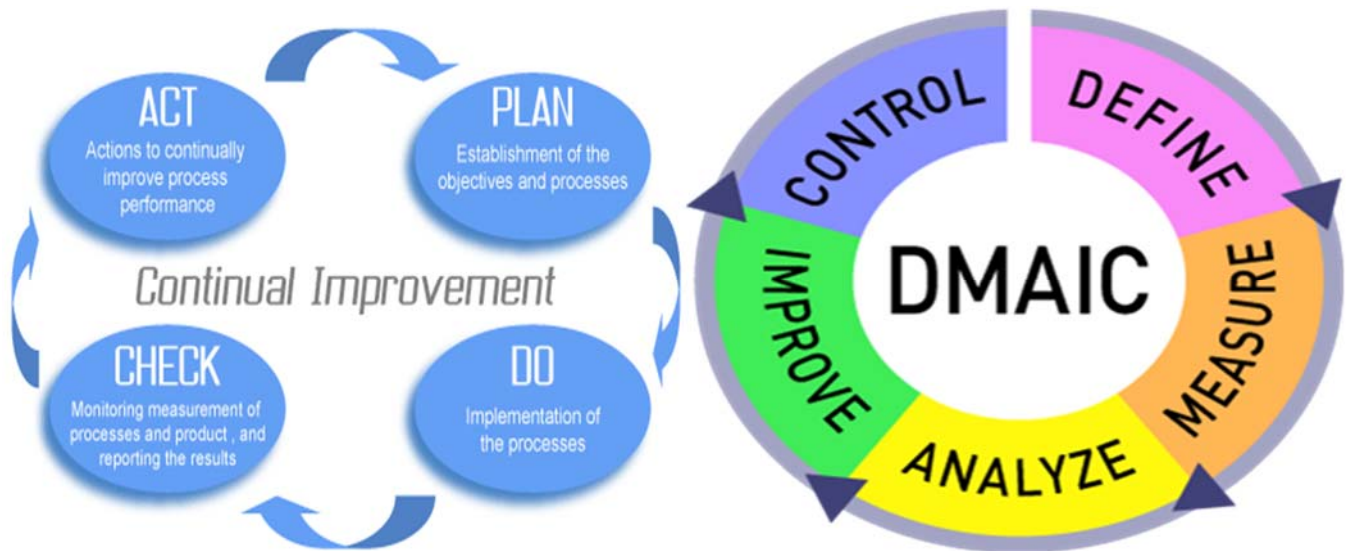 ACT
Actions to continually
improve process
performance
PLAN
Establishment of the
objectives and processes
Continual Improvement
CHECK
Monitoring measurement of
processes and product , and
reporting the results
DO
Implementation of
the processes
DEFINE
MEASURE
ANALYZE
IMPROVE
CONTROL
DMAIC